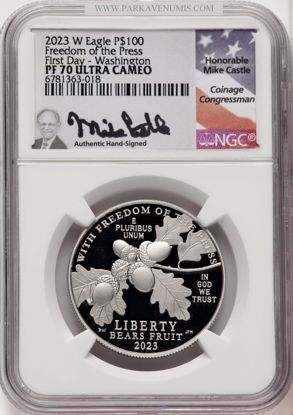 WWW.PARKAVENUMIS.COM
2023 W Eagle P$100
Freedom of the Press
First Day - Washington
PF 70 ULTRA CAMEO
6781363-018
Honorable
Mike Castle
Coinage
Congressman
Mike Castle
Authentic Hand-Signed
NGC
WITH FREEDOM OF THE PRESS
E
PLURIBUS
UNUM
IN
GOD WE
TRUST
LIBERTY
BEARS FRUIT
2023